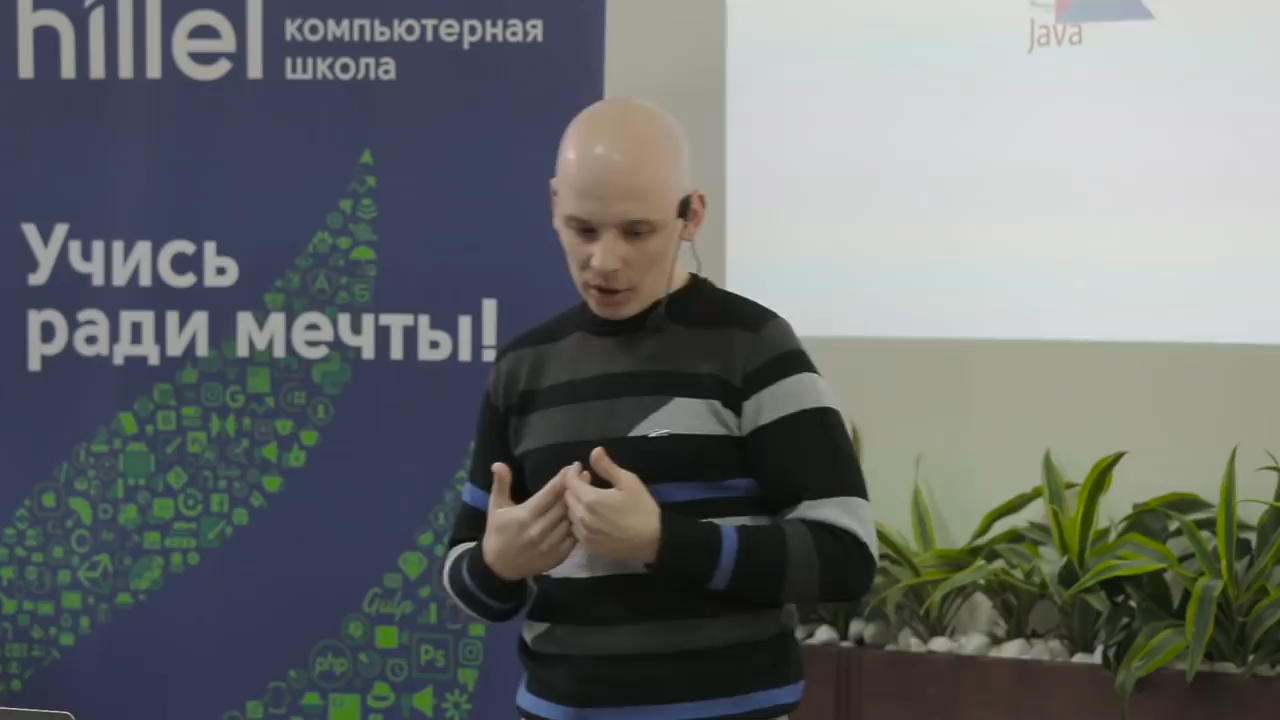 hillel
компьютерная
школа
Java
Учись
ради мечты!
Gulp
php
Ps